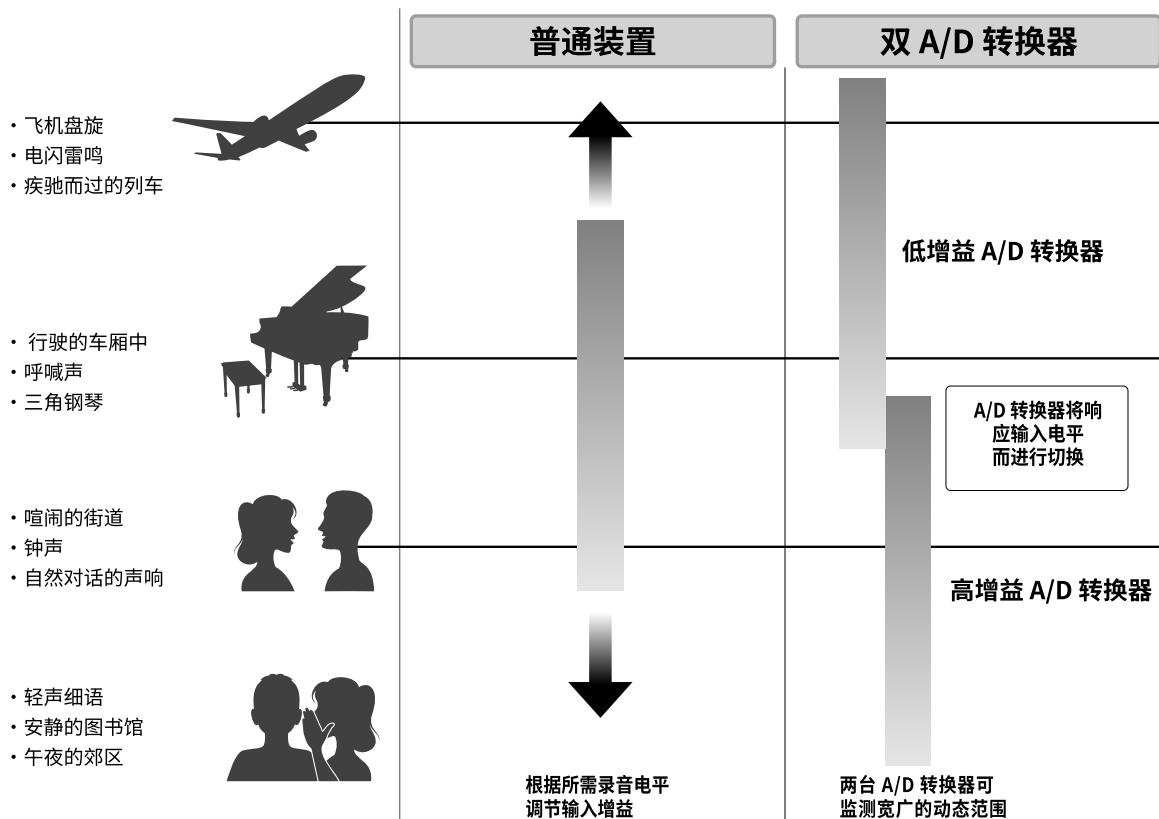 普通装置
双 A/D 转换器
・飞机盘旋
・电闪雷鸣
・疾驰而过的列车
低增益 A/D 转换器
・ 行驶的车厢中
・呼喊声
・三角钢琴
A/D 转换器将响
应输入电平
而进行切换
・喧闹的街道
・钟声
・自然对话的声响
高增益 A/D 转换器
・轻声细语
・安静的图书馆
・午夜的郊区
根据所需录音电平
调节输入增益
两台 A/D 转换器可
监测宽广的动态范围